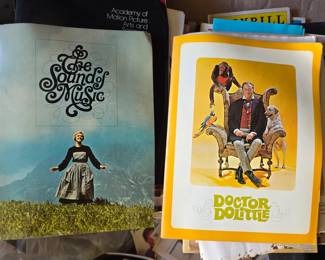 Academy of
Motion Picture
Arts and
PLAYBILL
The
Sound of
Music
DOCTOR
DOLITTLE